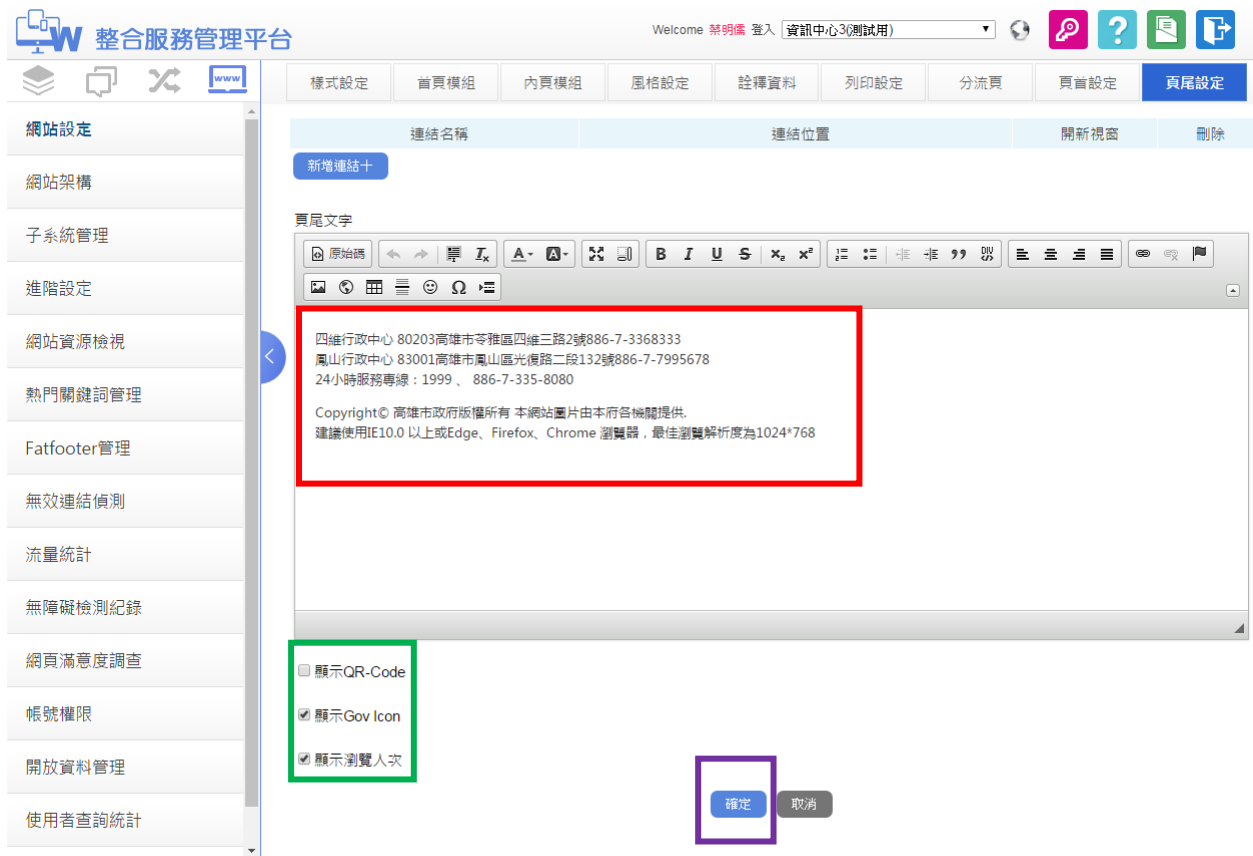 W 整合服務管理平台
Welcome 蔡明儒 登入 資訊中心3(測試用)
www
樣式設定 首頁模組 內頁模組 風格設定 詮釋資料 列印設定 分流頁 頁首設定 頁尾設定
網站設定
網站架構
子系統管理
進階設定
網站資源檢視
熱門關鍵詞管理
Fatfooter管理
無效連結偵測
流量統計
無障礙檢測紀錄
網頁滿意度調查
帳號權限
開放資料管理
使用者查詢統計
連結名稱 連結位置 開新視窗 刪除
新增連結＋
頁尾文字
原始碼
四維行政中心 80203高雄市苓雅區四維三路2號886-7-3368333
鳳山行政中心 83001高雄市鳳山區光復路二段132號886-7-7995678
24小時服務專線：1999 、 886-7-335-8080
Copyright© 高雄市政府版權所有 本網站圖片由本府各機關提供.
建議使用IE10.0 以上或Edge、Firefox、Chrome 瀏覽器，最佳瀏覽解析度為1024*768
顯示QR-Code
顯示Gov Icon
顯示瀏覽人次
確定 取消